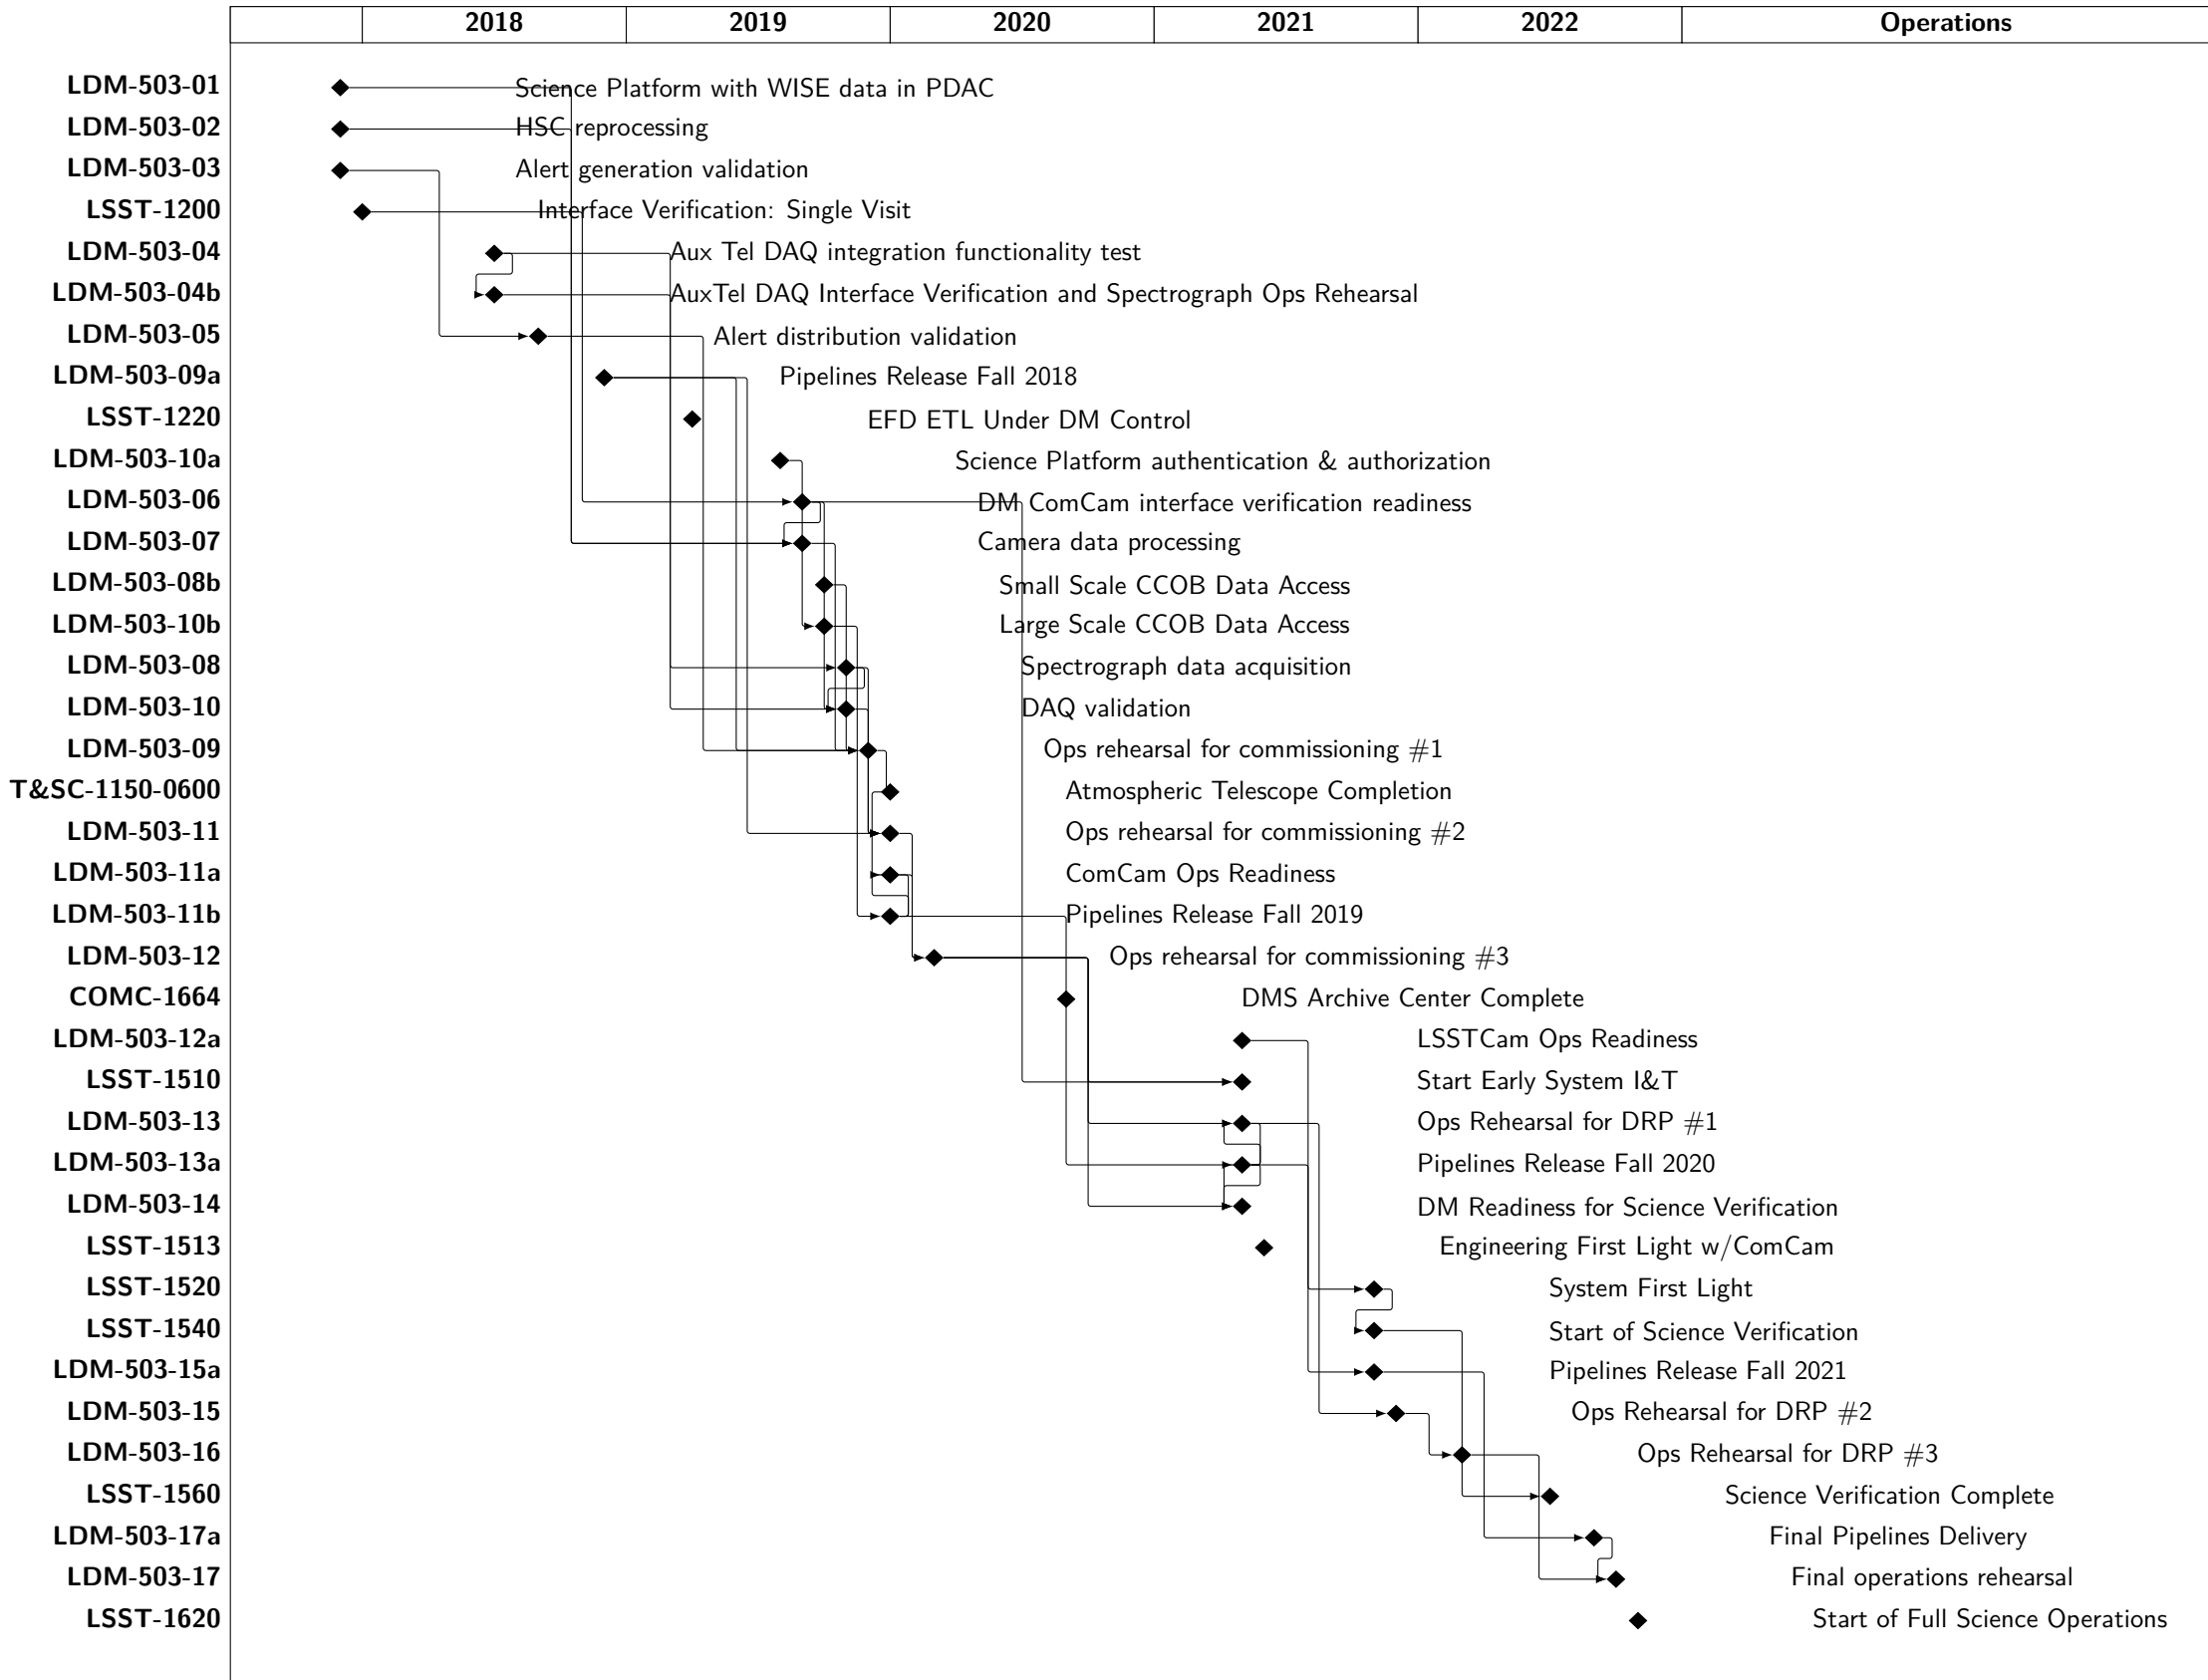 2018 2019 2020 2021 2022 Operations
LDM-503-01 Science Platform with WISE data in PDAC
LDM-503-02 HSC reprocessing
LDM-503-03 Alert generation validation
LSST-1200 Interface Verification: Single Visit
LDM-503-04 Aux Tel DAQ integration functionality test
LDM-503-04b AuxTel DAQ Interface Verification and Spectrograph Ops Rehearsal
LDM-503-05 Alert distribution validation
LDM-503-09a Pipelines Release Fall 2018
LSST-1220 EFD ETL Under DM Control
LDM-503-10a Science Platform authentication & authorization
LDM-503-06 DM ComCam interface verification readiness
LDM-503-07 Camera data processing
LDM-503-08b Small Scale CCOB Data Access
LDM-503-10b Large Scale CCOB Data Access
LDM-503-08 Spectrograph data acquisition
LDM-503-10 DAQ validation
LDM-503-09 Ops rehearsal for commissioning #1
T&SC-1150-0600 Atmospheric Telescope Completion
LDM-503-11 Ops rehearsal for commissioning #2
LDM-503-11a ComCam Ops Readiness
LDM-503-11b Pipelines Release Fall 2019
LDM-503-12 Ops rehearsal for commissioning #3
COMC-1664 DMS Archive Center Complete
LDM-503-12a LSSTCam Ops Readiness
LSST-1510 Start Early System I&T
LDM-503-13 Ops Rehearsal for DRP #1
LDM-503-13a Pipelines Release Fall 2020
LDM-503-14 DM Readiness for Science Verification
LSST-1513 Engineering First Light w/ComCam
LSST-1520 System First Light
LSST-1540 Start of Science Verification
LDM-503-15a Pipelines Release Fall 2021
LDM-503-15 Ops Rehearsal for DRP #2
LDM-503-16 Ops Rehearsal for DRP #3
LSST-1560 Science Verification Complete
LDM-503-17a Final Pipelines Delivery
LDM-503-17 Final operations rehearsal
LSST-1620 Start of Full Science Operations